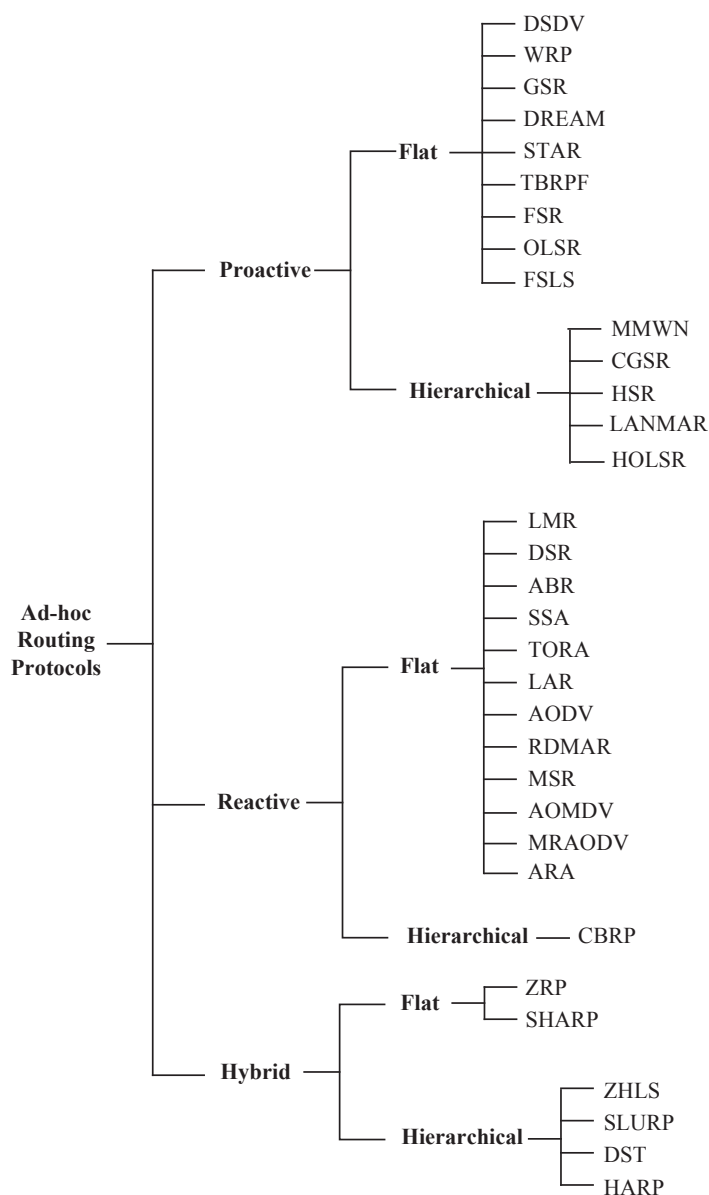 Ad-hoc
Routing
Protocols
Proactive
Flat
DSDV
WRP
GSR
DREAM
STAR
TBRPF
FSR
OLSR
FSLS
Hierarchical
MMWN
CGSR
HSR
LANMAR
HOLSR
Reactive
Flat
LMR
DSR
ABR
SSA
TORA
LAR
AODV
RDMAR
MSR
AOMDV
MRAODV
ARA
Hierarchical
CBRP
Hybrid
Flat
ZRP
SHARP
Hierarchical
ZHLS
SLURP
DST
HARP